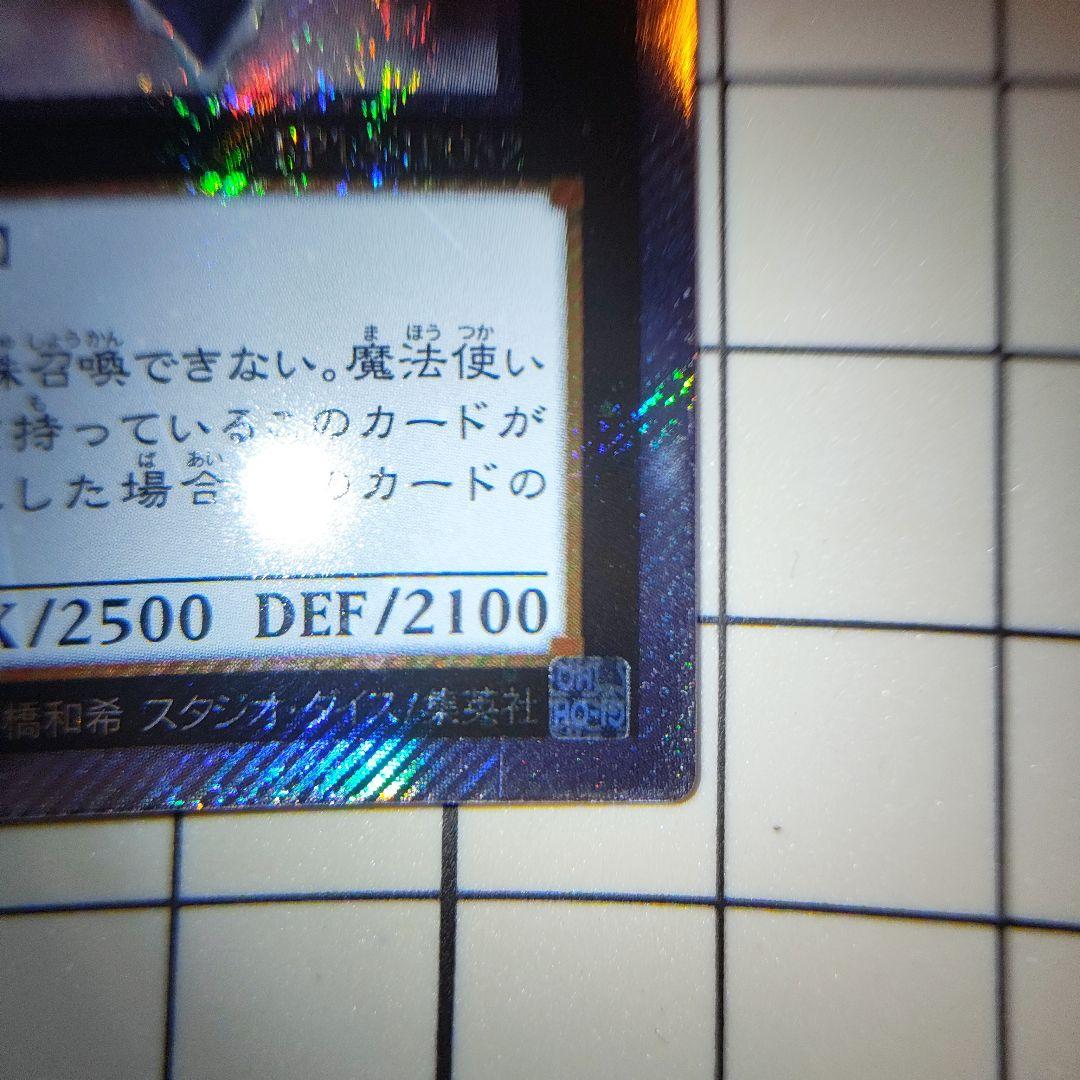 】
殊召喚できない。魔法使い
持っているこのカードが
した場合 のカードの
K/2500 DEF/2100
橋和希 スタジオ・ダイス/集英社